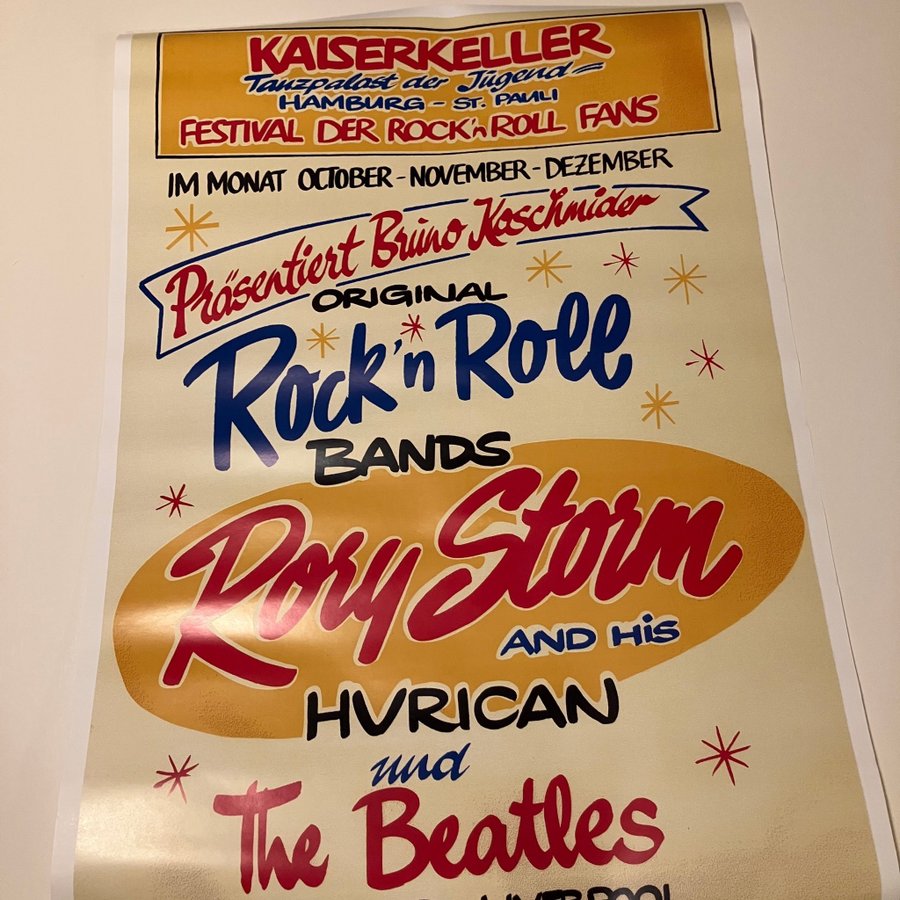 KAISERKELLER
Tanzpalast der Jugend
HAMBURG - ST. PAULI
FESTIVAL DER ROCK'n ROLL FANS
IM MONAT OCTOBER - NOVEMBER - DEZEMBER
Präsentiert Bruno Koschmider
ORIGINAL
Rock'n Roll
BANDS
Rory Storm
AND HiS
HVRICAN
und
The Beatles
LIVERPOOL